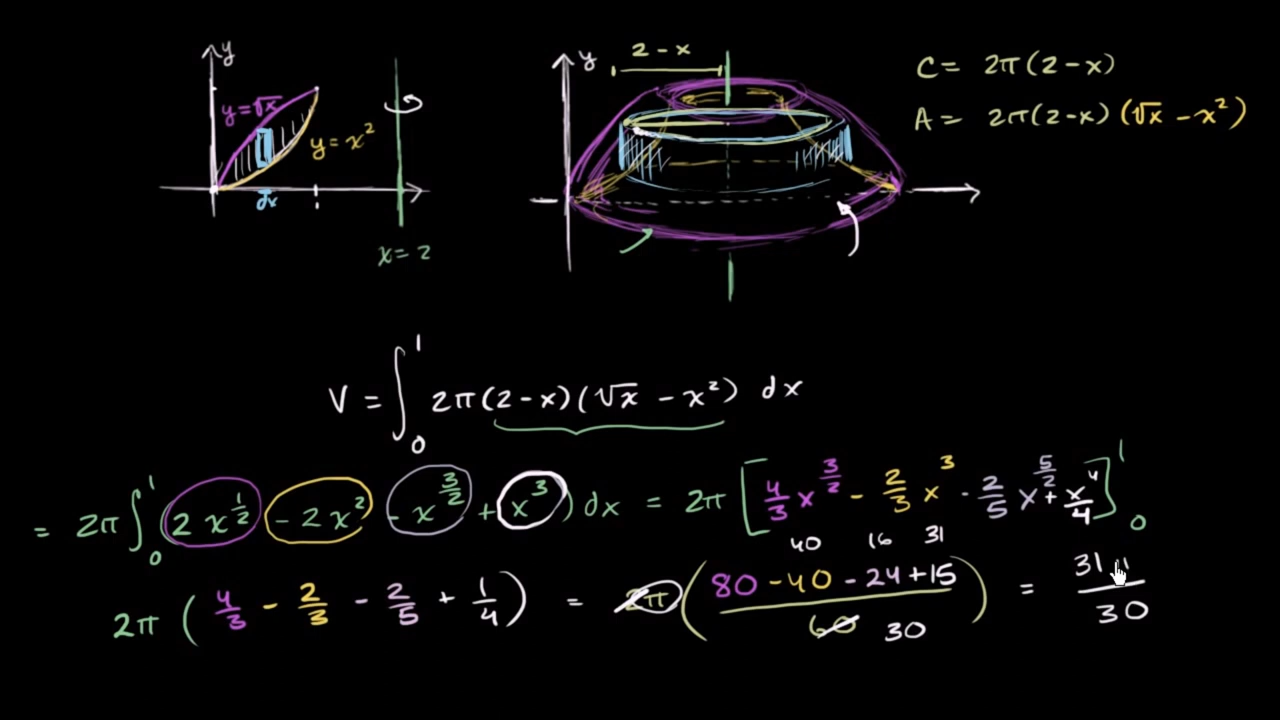 y
y = √x
y = x²
dx
x = 2
2 - x
y
C = 2π(2-x)
A = 2π(2-x)(√x - x²)
V = ∫₀¹ 2π(2-x)(√x - x²) dx
= 2π ∫₀¹ (2x^(1/2) - 2x² - x^(3/2) + x³) dx = 2π [4/3 x^(3/2) - 2/3 x³ - 2/5 x^(5/2) + x⁴/4]₀¹
40 16 31
2π (4/3 - 2/3 - 2/5 + 1/4) = 2π ((80 - 40 - 24 + 15)/60 30) = 31π/30